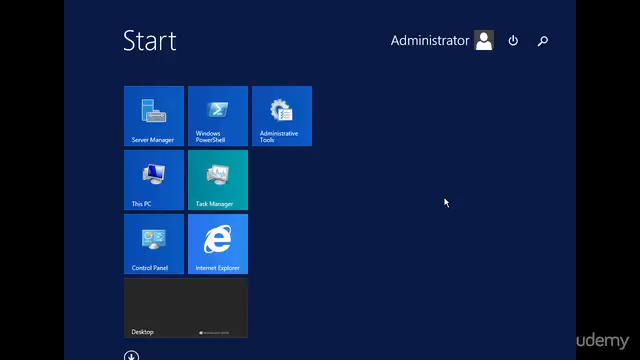 Start
Administrator
Server Manager
Windows
PowerShell
Administrative
Tools
This PC
Task Manager
Control Panel
Internet Explorer
Desktop
udemy